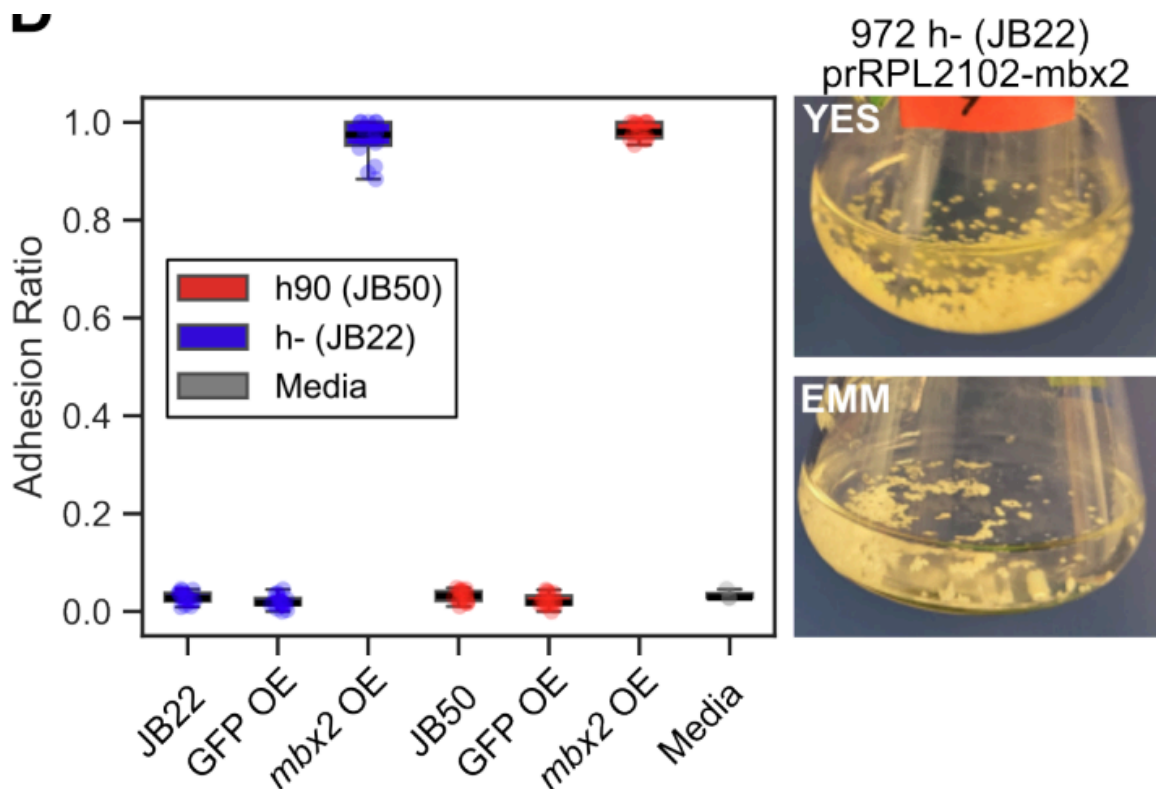 D
972 h- (JB22)
prRPL2102-mbx2
YES
EMM
Adhesion Ratio
1.0
0.8
0.6
0.4
0.2
0.0
h90 (JB50)
h- (JB22)
Media
JB22
GFP OE
mbx2 OE
JB50
GFP OE
mbx2 OE
Media